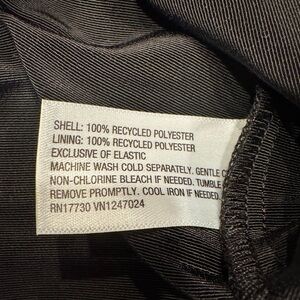 SHELL: 100% RECYCLED POLYESTER
LINING: 100% RECYCLED POLYESTER
EXCLUSIVE OF ELASTIC
MACHINE WASH COLD SEPARATELY. GENTLE
NON-CHLORINE BLEACH IF NEEDED. TUMBLE
REMOVE PROMPTLY. COOL IRON IF NEEDED.
RN17730 VN1247024